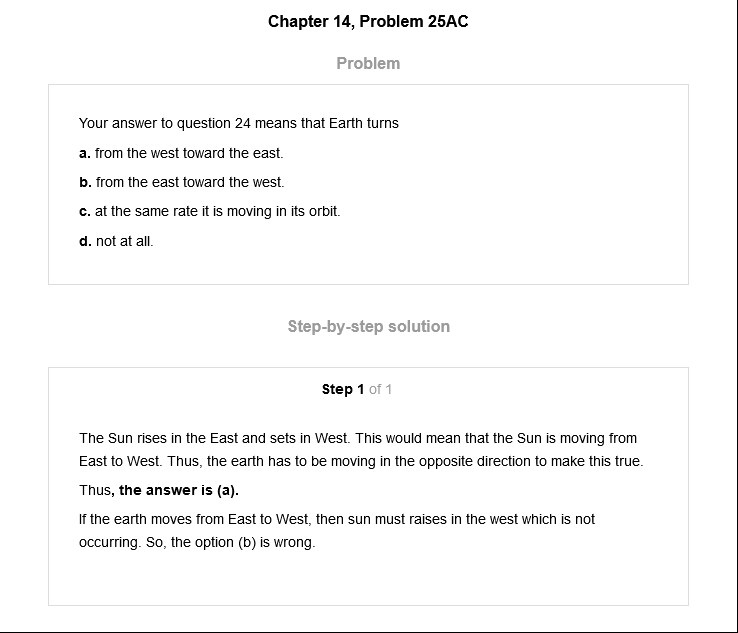 Chapter 14, Problem 25AC
Problem
Your answer to question 24 means that Earth turns
a. from the west toward the east.
b. from the east toward the west.
c. at the same rate it is moving in its orbit.
d. not at all.
Step-by-step solution
Step 1 of 1
The Sun rises in the East and sets in West. This would mean that the Sun is moving from
East to West. Thus, the earth has to be moving in the opposite direction to make this true.
Thus, the answer is (a).
If the earth moves from East to West, then sun must raises in the west which is not
occurring. So, the option (b) is wrong.